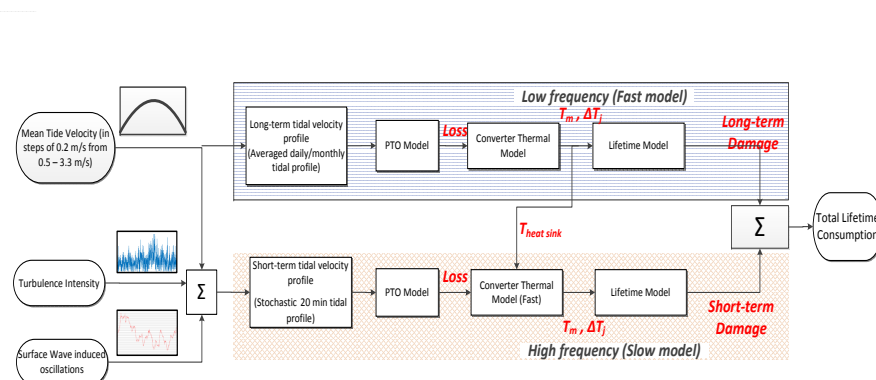 Low frequency (Fast model)
Mean Tide Velocity (in
steps of 0.2 m/s from
0.5 – 3.3 m/s)
Long-term tidal velocity
profile
(Averaged daily/monthly
tidal profile)
PTO Model
Loss
Converter Thermal
Model
Tm , ΔTj
Lifetime Model
Long-term
Damage
Σ
Total Lifetime
Consumption
Theat sink
Turbulence Intensity
Surface Wave induced
oscillations
Σ
Short-term tidal velocity
profile
(Stochastic 20 min tidal
profile)
PTO Model
Loss
Converter Thermal
Model (Fast)
Tm , ΔTj
Lifetime Model
Short-term
Damage
High frequency (Slow model)